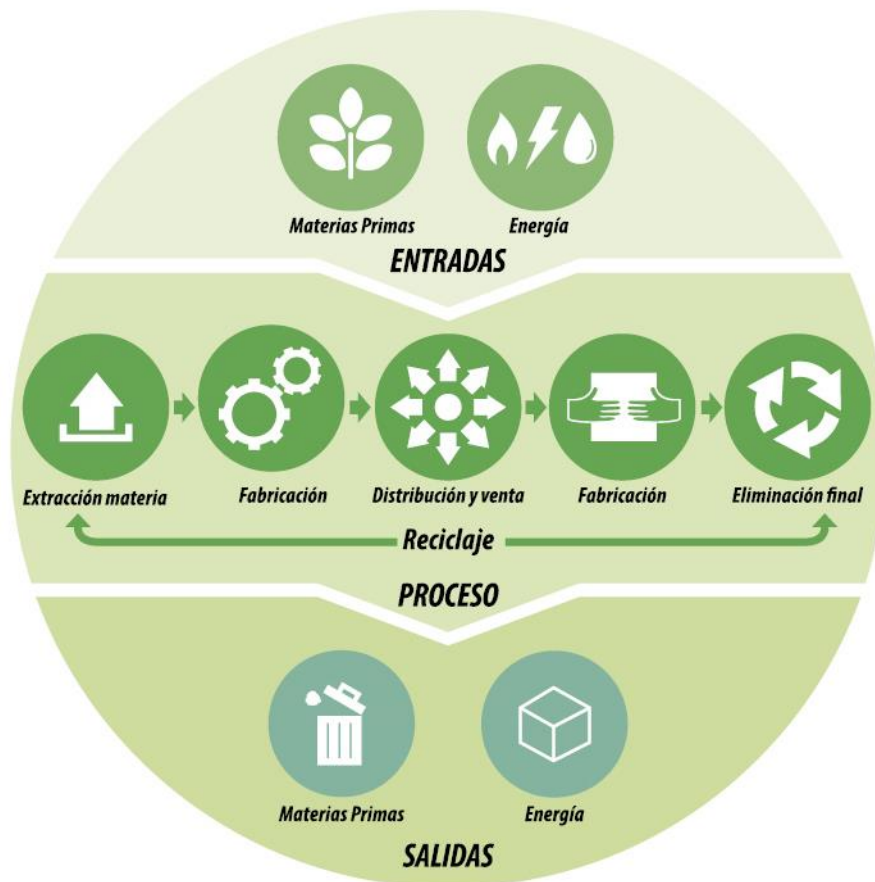 Materias Primas
Energía
ENTRADAS
Extracción materia
Fabricación
Distribución y venta
Fabricación
Eliminación final
Reciclaje
PROCESO
Materias Primas
Energía
SALIDAS